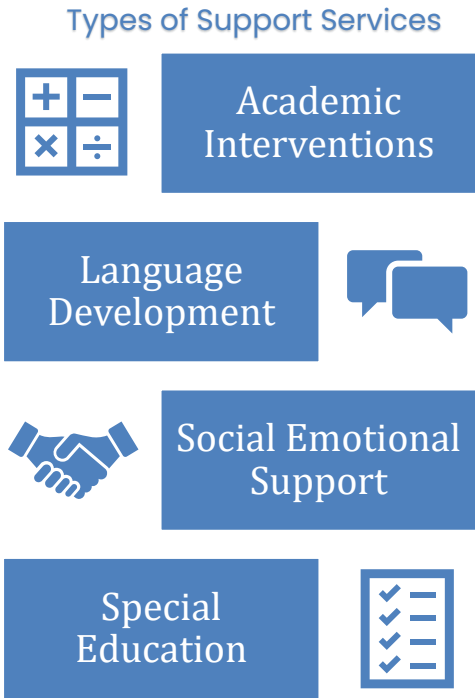 Types of Support Services
Academic
Interventions
Language
Development
Social Emotional
Support
Special
Education